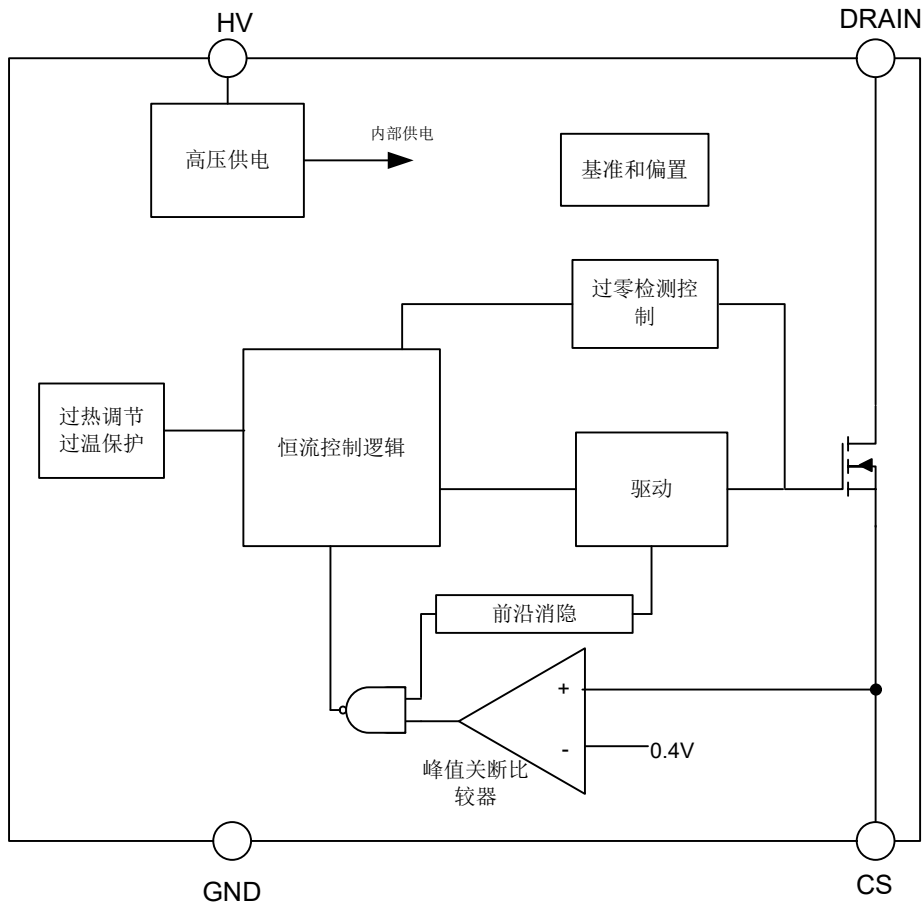 HV
DRAIN
高压供电
内部供电
基准和偏置
过零检测控
制
过热调节
过温保护
恒流控制逻辑
驱动
前沿消隐
+
-
0.4V
峰值关断比
较器
GND
CS